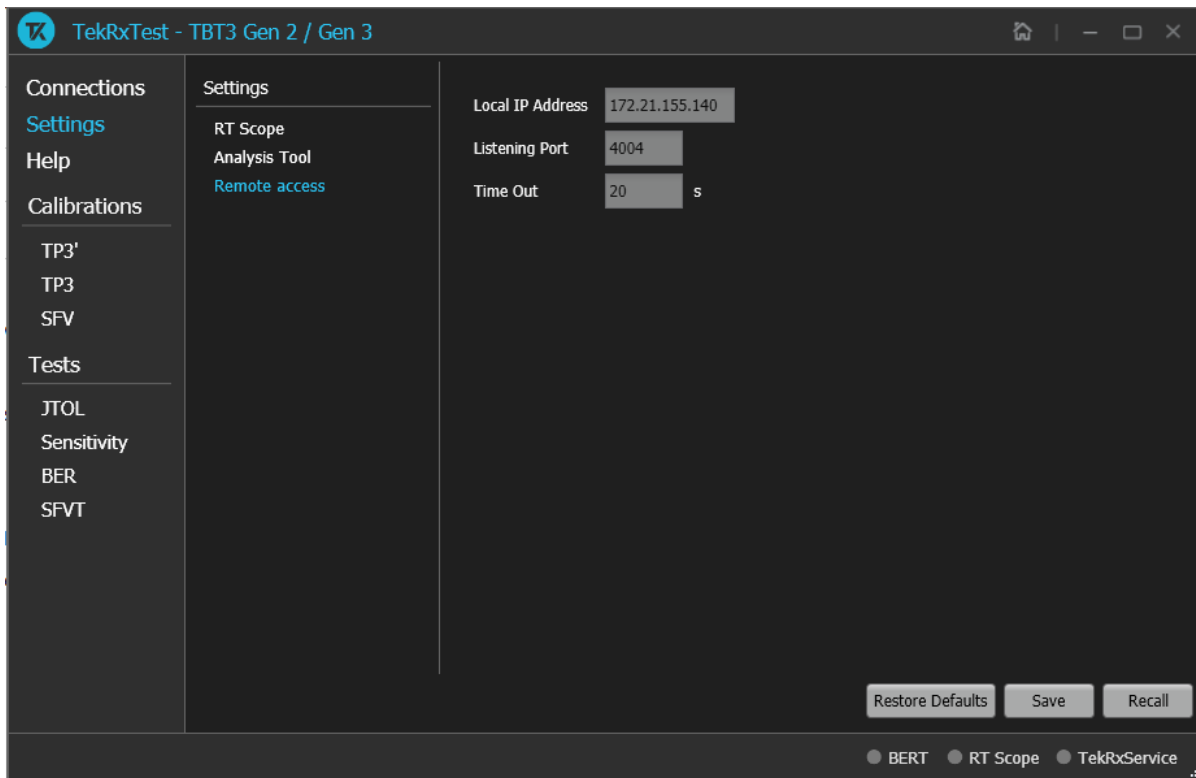 TK TekRxTest - TBT3 Gen 2 / Gen 3
Connections
Settings
Help
Calibrations
TP3'
TP3
SFV
Tests
JTOL
Sensitivity
BER
SFVT
Settings
RT Scope
Analysis Tool
Remote access
Local IP Address 172.21.155.140
Listening Port 4004
Time Out 20 s
Restore Defaults Save Recall
BERT RT Scope TekRxService